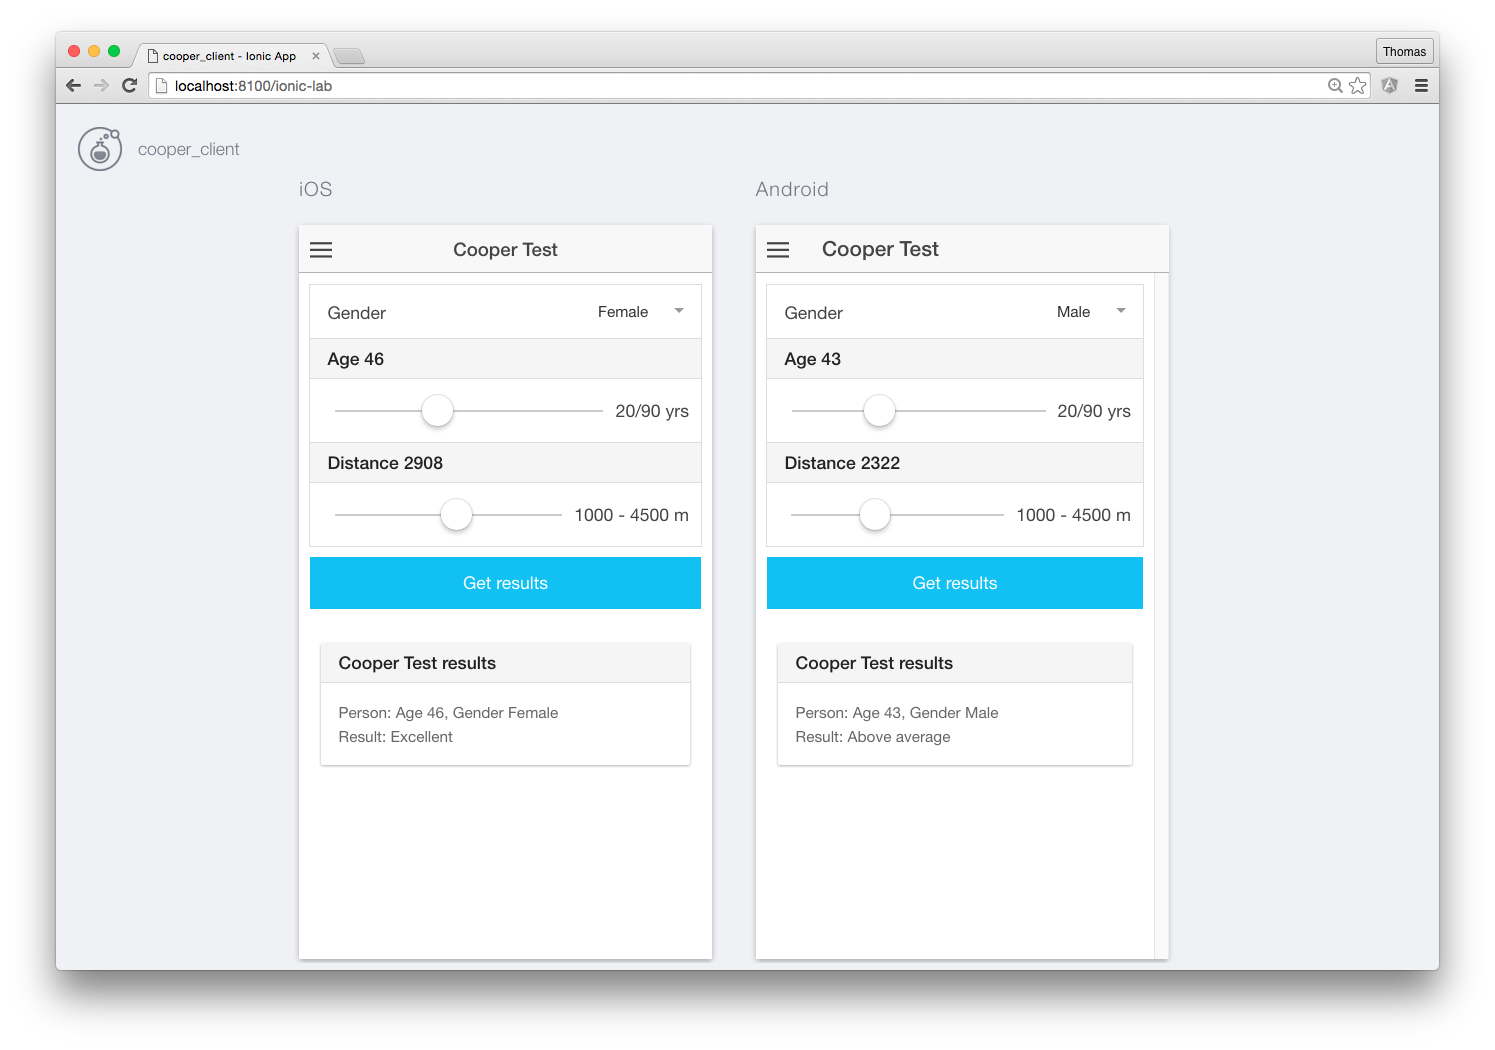 cooper_client - Ionic App
Thomas
localhost:8100/ionic-lab
cooper_client
iOS
Cooper Test
Gender Female
Age 46
20/90 yrs
Distance 2908
1000 - 4500 m
Get results
Cooper Test results
Person: Age 46, Gender Female
Result: Excellent
Android
Cooper Test
Gender Male
Age 43
20/90 yrs
Distance 2322
1000 - 4500 m
Get results
Cooper Test results
Person: Age 43, Gender Male
Result: Above average